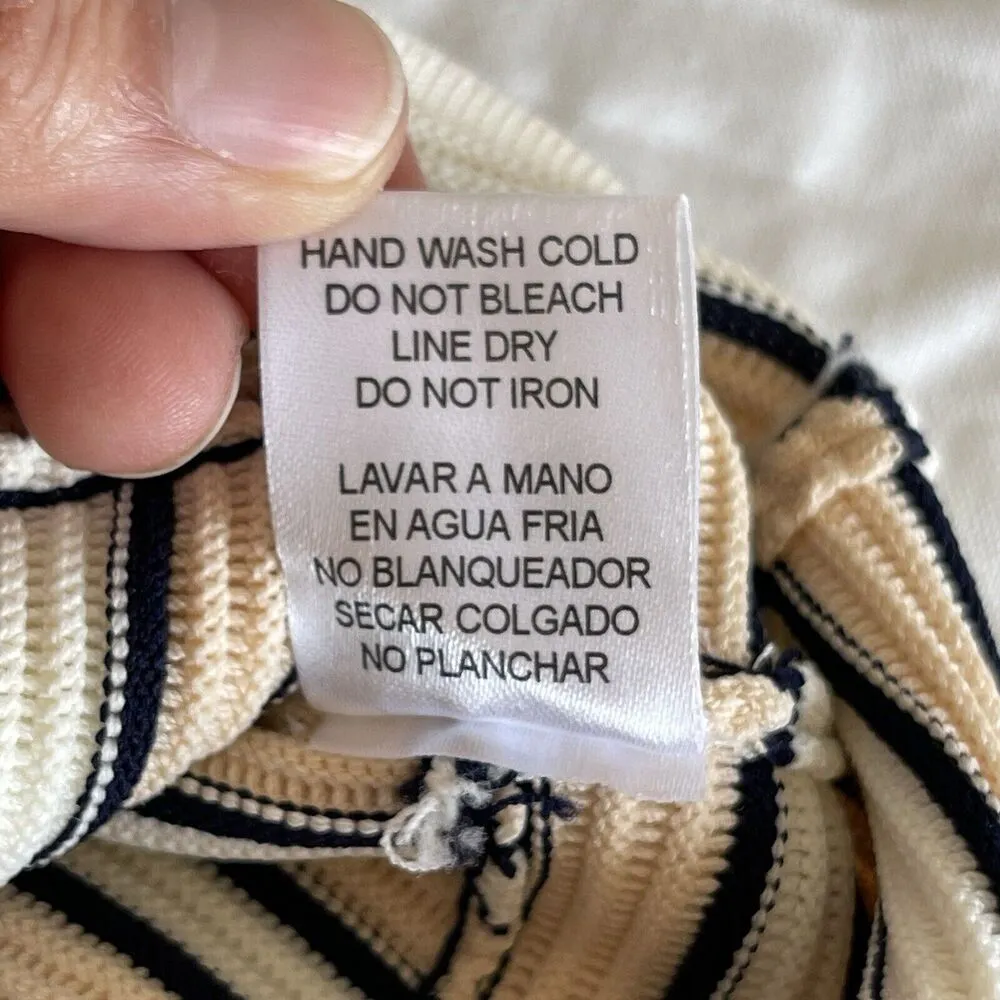 HAND WASH COLD
DO NOT BLEACH
LINE DRY
DO NOT IRON
LAVAR A MANO
EN AGUA FRIA
NO BLANQUEADOR
SECAR COLGADO
NO PLANCHAR